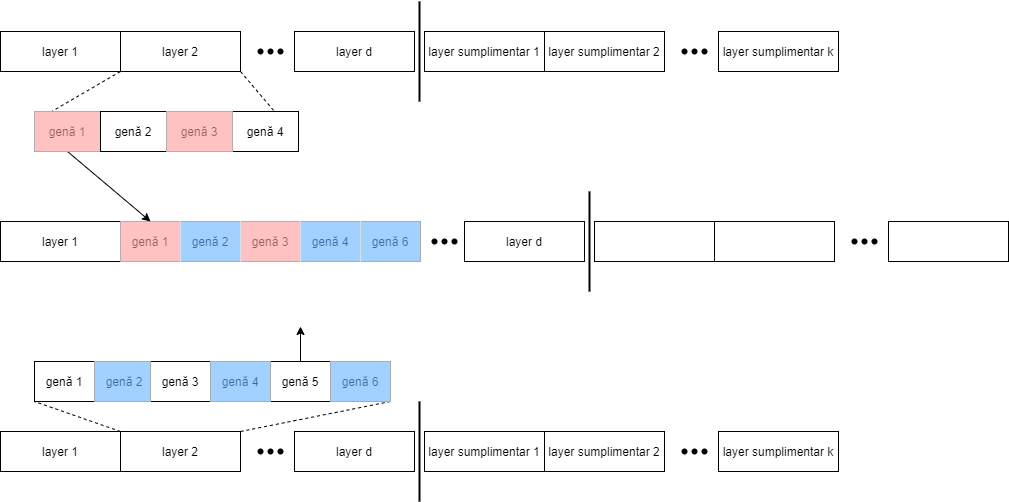 layer 1 layer 2 ••• layer d layer sumplimentar 1 layer sumplimentar 2 ••• layer sumplimentar k
genă 1 genă 2 genă 3 genă 4
layer 1 genă 1 genă 2 genă 3 genă 4 genă 6 ••• layer d •••
genă 1 genă 2 genă 3 genă 4 genă 5 genă 6
layer 1 layer 2 ••• layer d layer sumplimentar 1 layer sumplimentar 2 ••• layer sumplimentar k